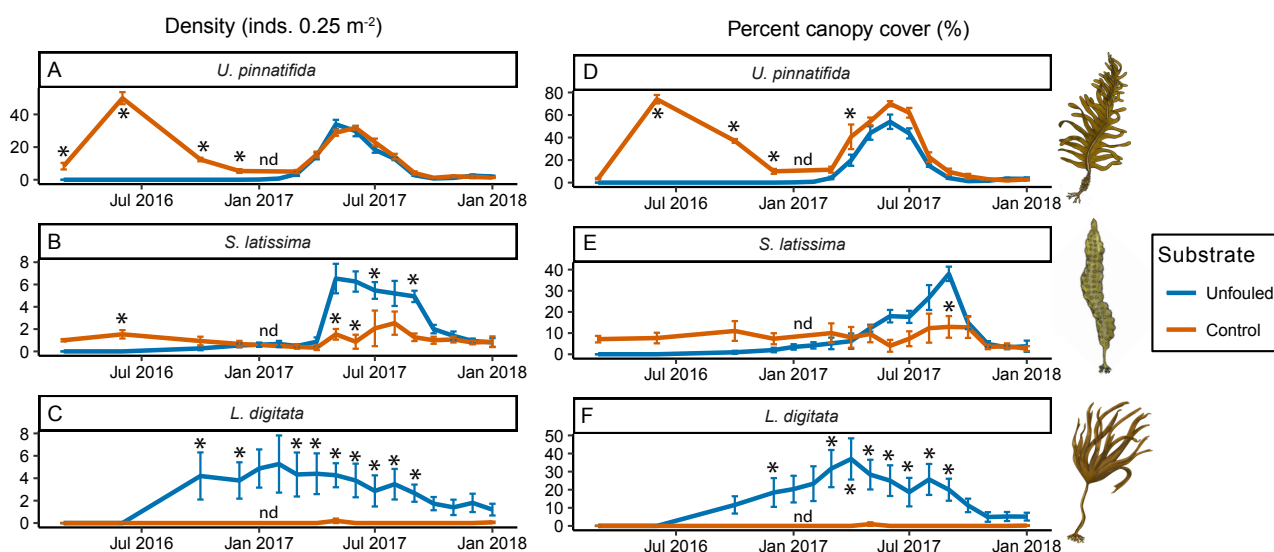 Density (inds. 0.25 m⁻²)
Percent canopy cover (%)
A
U. pinnatifida
40
20
0
*
*
*
*
nd
Jul 2016
Jan 2017
Jul 2017
Jan 2018
D
U. pinnatifida
80
60
40
20
0
*
*
*
*
nd
Jul 2016
Jan 2017
Jul 2017
Jan 2018
B
S. latissima
8
6
4
2
0
*
nd
*
*
*
*
Jul 2016
Jan 2017
Jul 2017
Jan 2018
E
S. latissima
40
30
20
10
0
nd
*
Jul 2016
Jan 2017
Jul 2017
Jan 2018
Substrate
Unfouled
Control
C
L. digitata
8
6
4
2
0
*
*
nd
*
*
*
*
*
*
*
Jul 2016
Jan 2017
Jul 2017
Jan 2018
F
L. digitata
50
40
30
20
10
0
*
nd
*
*
*
*
*
*
*
Jul 2016
Jan 2017
Jul 2017
Jan 2018